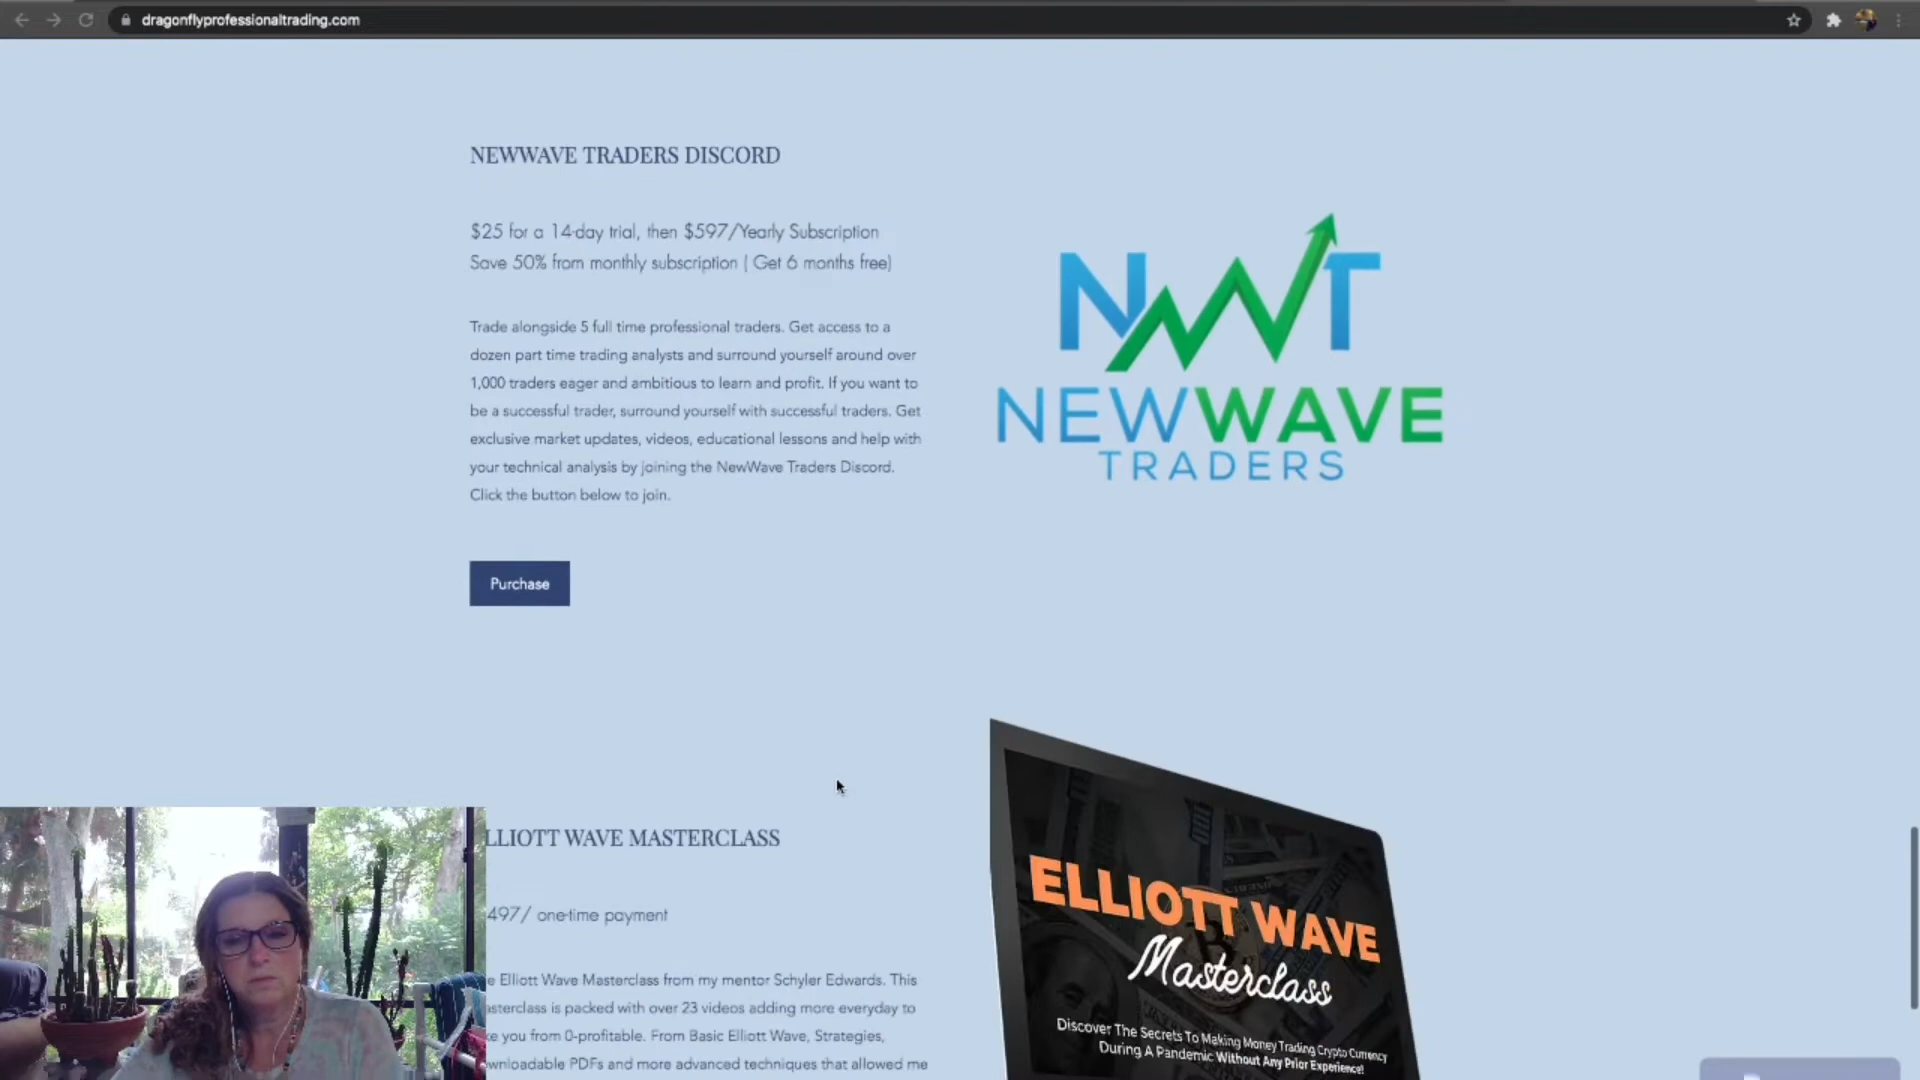 dragonflyprofessionaltrading.com
NEWWAVE TRADERS DISCORD
$25 for a 14-day trial, then $597/Yearly Subscription
Save 50% from monthly subscription ( Get 6 months free)
Trade alongside 5 full time professional traders. Get access to a
dozen part time trading analysts and surround yourself around over
1,000 traders eager and ambitious to learn and profit. If you want to
be a successful trader, surround yourself with successful traders. Get
exclusive market updates, videos, educational lessons and help with
your technical analysis by joining the NewWave Traders Discord.
Click the button below to join.
Purchase
NWT
NEWWAVE
TRADERS
LLIOTT WAVE MASTERCLASS
497/ one-time payment
e Elliott Wave Masterclass from my mentor Schyler Edwards. This
asterclass is packed with over 23 videos adding more everyday to
ke you from 0-profitable. From Basic Elliott Wave, Strategies,
wnloadable PDFs and more advanced techniques that allowed me
ELLIOTT WAVE
Masterclass
Discover The Secrets To Making Money Trading Crypto Currency
During A Pandemic Without Any Prior Experience!